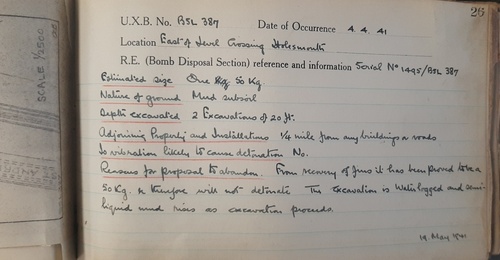 26
U.X.B. No. BSL 387 Date of Occurrence 4.4.41
Location East of Level Crossing Holesmouth
R.E. (Bomb Disposal Section) reference and information Serial No 1495/BSL 387
Estimated size One 50 Kg
Nature of ground Mud subsoil
Depth excavated 2 Excavations of 20 ft.
Adjoining Property and Installations 1/4 mile from any buildings or roads
Is vibration likely to cause detonation No.
Reasons for proposal to abandon. From recovery of fins it has been proved to be a
50 Kg. & therefore will not detonate The excavation is Waterlogged and semi-
liquid mud rises as excavation proceeds.
19 May 1941
SCALE 1/2500